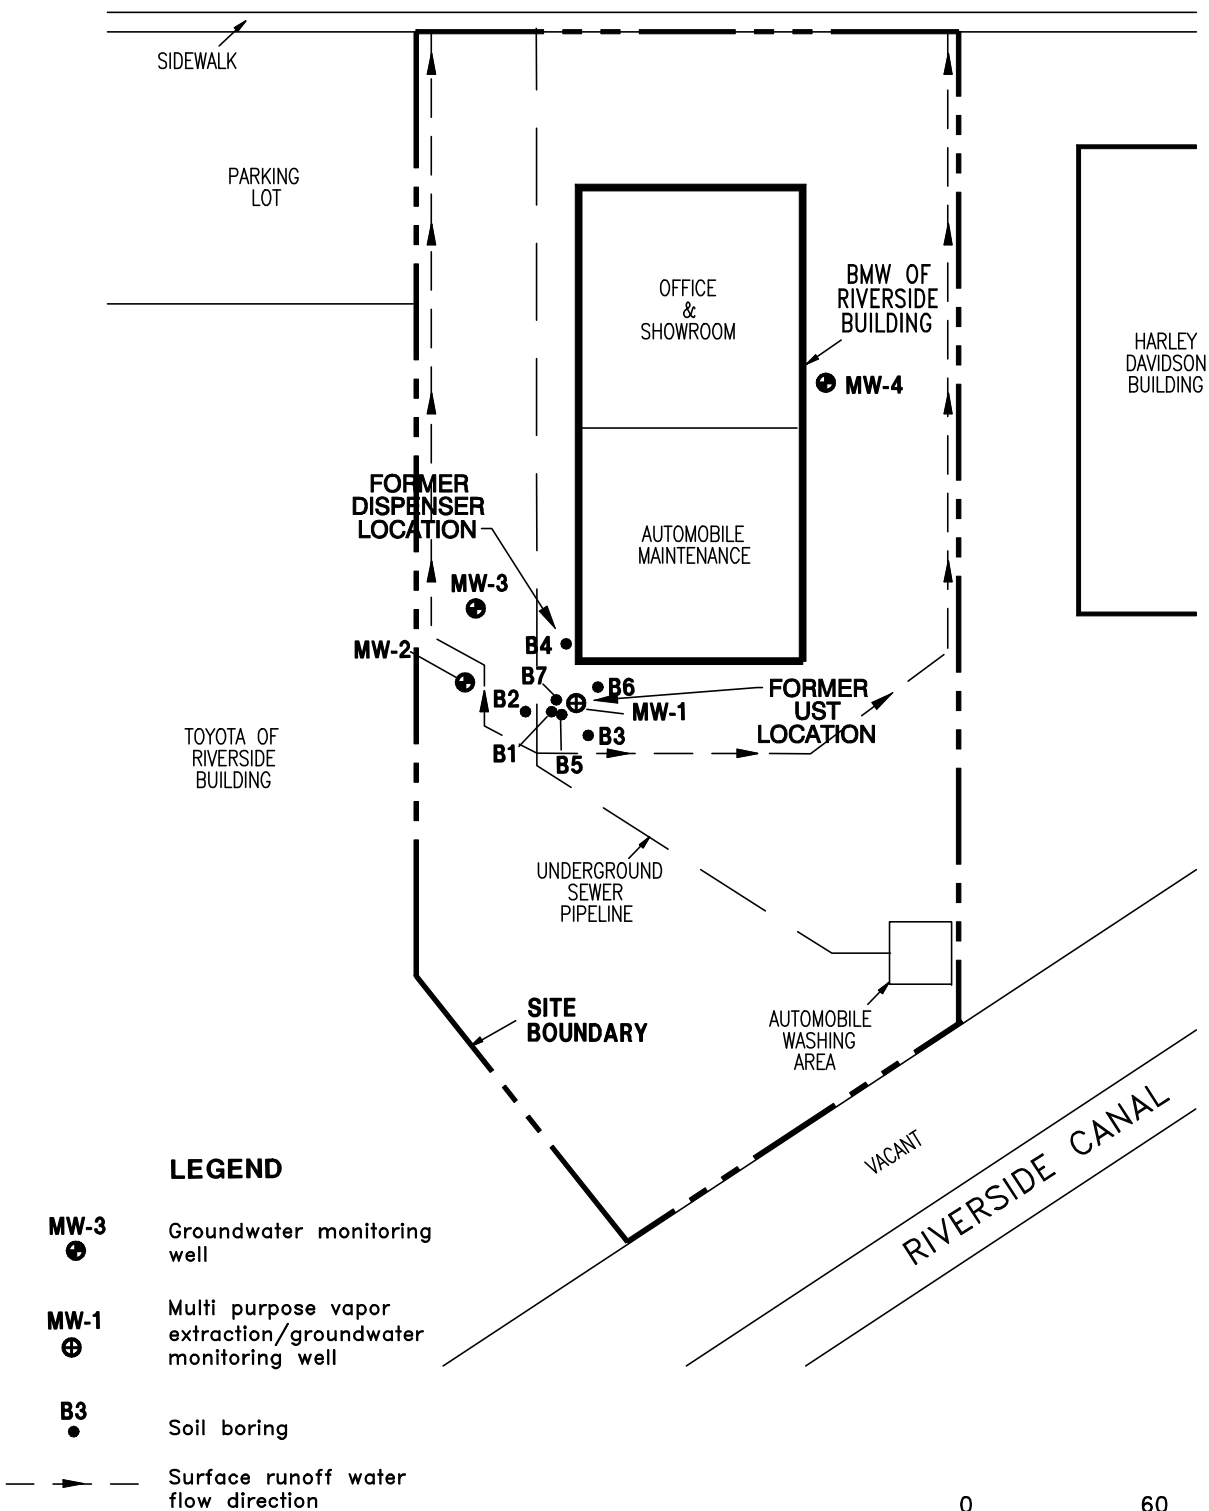 SIDEWALK
PARKING
LOT
OFFICE
&
SHOWROOM
BMW OF
RIVERSIDE
BUILDING
HARLEY
DAVIDSON
BUILDING
MW-4
FORMER
DISPENSER
LOCATION
AUTOMOBILE
MAINTENANCE
MW-3
B4
MW-2
B7
B6
B2
FORMER
UST
LOCATION
MW-1
B3
B1
B5
TOYOTA OF
RIVERSIDE
BUILDING
UNDERGROUND
SEWER
PIPELINE
SITE
BOUNDARY
AUTOMOBILE
WASHING
AREA
VACANT
RIVERSIDE CANAL
LEGEND
MW-3
Groundwater monitoring
well
MW-1
Multi purpose vapor
extraction/groundwater
monitoring well
B3
Soil boring
Surface runoff water
flow direction
0 60